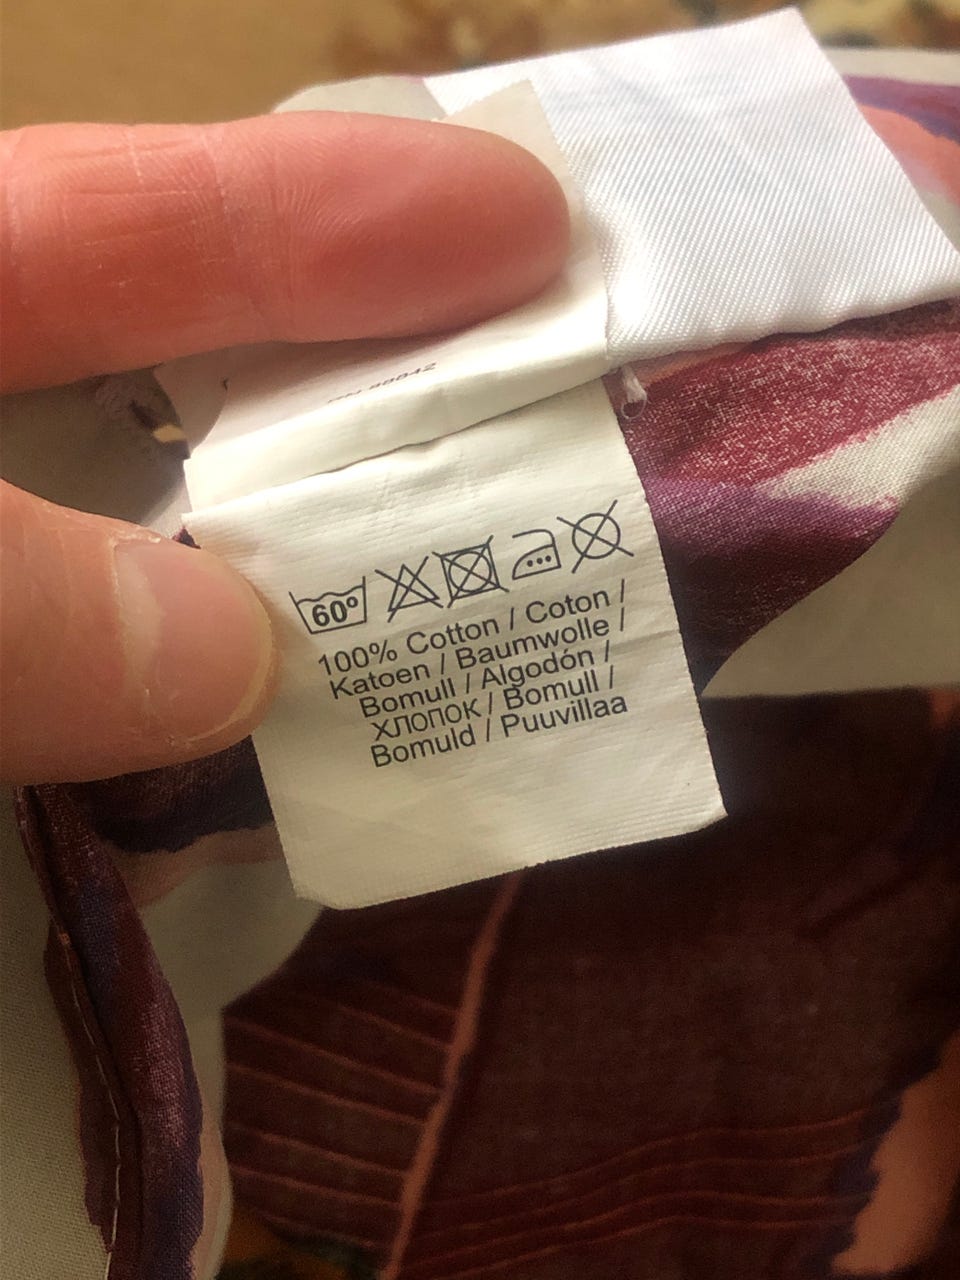 60°
100% Cotton / Coton /
Katoen / Baumwolle /
Bomull / Algodón /
ХЛОПОК / Bomull /
Bomuld / Puuvillaa